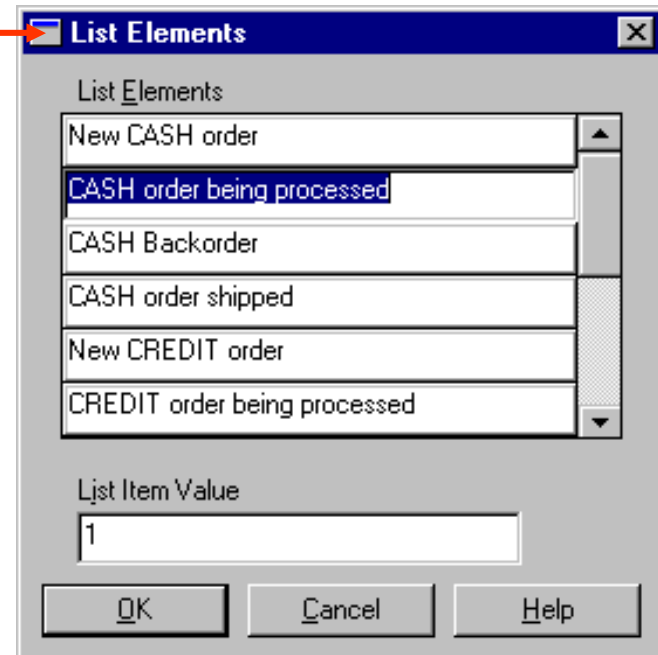 List Elements
List Elements
New CASH order
CASH order being processed
CASH Backorder
CASH order shipped
New CREDIT order
CREDIT order being processed
List Item Value
1
OK Cancel Help